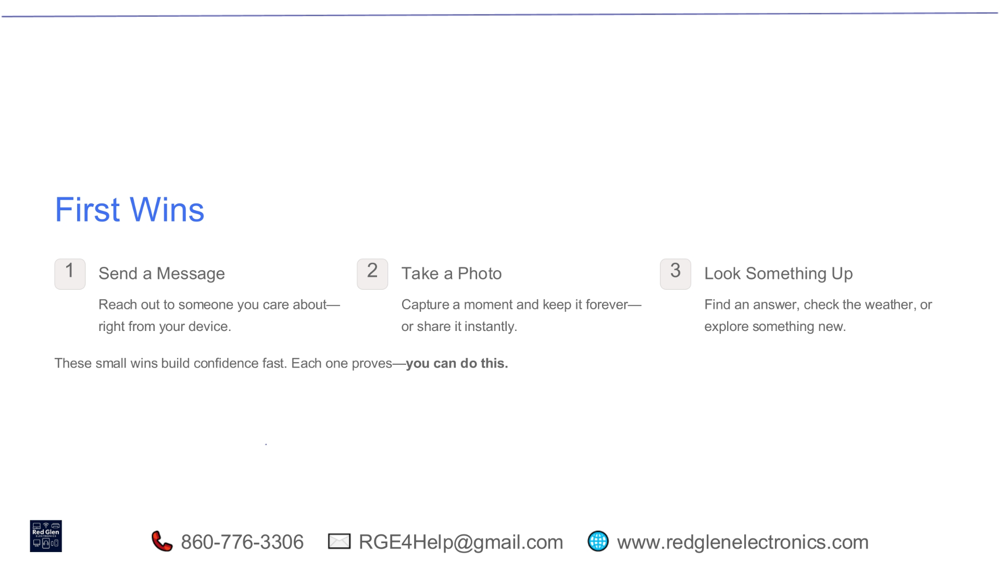 First Wins
1
Send a Message
Reach out to someone you care about—
right from your device.
2
Take a Photo
Capture a moment and keep it forever—
or share it instantly.
3
Look Something Up
Find an answer, check the weather, or
explore something new.
These small wins build confidence fast. Each one proves—you can do this.
.
Red Glen
ELECTRONICS
860-776-3306
RGE4Help@gmail.com
www.redglenelectronics.com